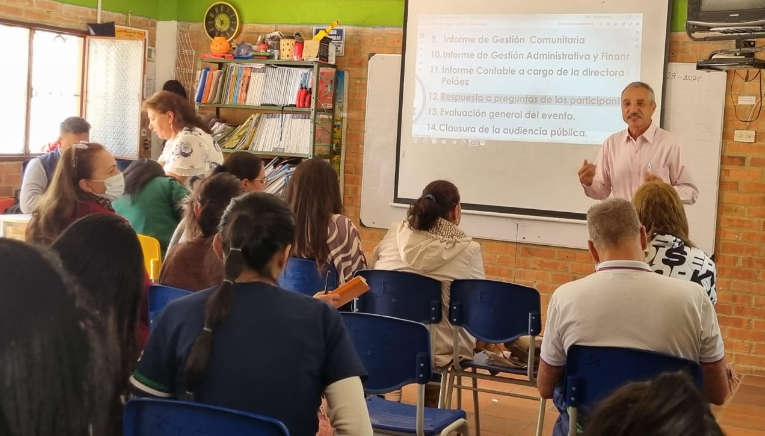 9. Informe de Gestión Comunitaria
10. Informe de Gestión Administrativa y Financ
11. Informe Contable a cargo de la directora
Peláez
12. Respuesta a preguntas de los participant
13. Evaluación general del evento.
14. Clausura de la audiencia pública.